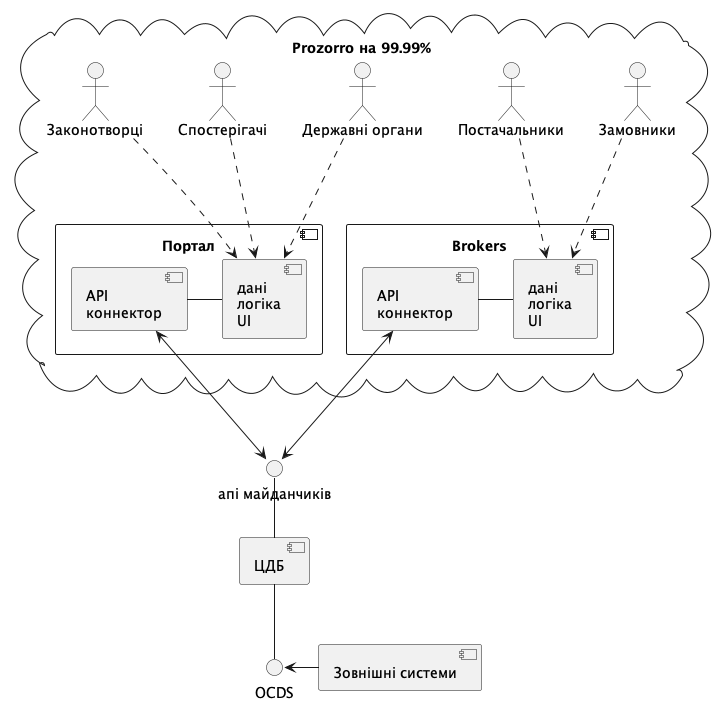 Prozorro на 99.99%
Законотворці
Спостерігачі
Державні органи
Постачальники
Замовники
Портал
API
коннектор
дані
логіка
UI
Brokers
API
коннектор
дані
логіка
UI
апі майданчиків
ЦДБ
Зовнішні системи
OCDS